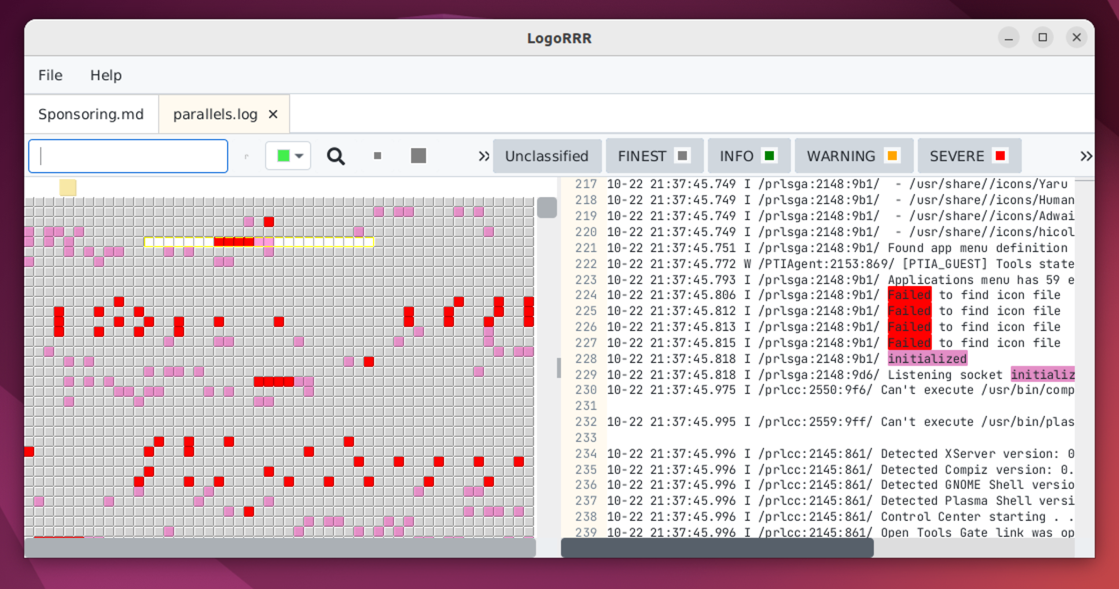 LogoRRR
File Help
Sponsoring.md parallels.log
Unclassified FINEST INFO WARNING SEVERE
217 10-22 21:37:45.749 I /prlsga:2148:9b1/ - /usr/share//icons/Yaru
218 10-22 21:37:45.749 I /prlsga:2148:9b1/ - /usr/share//icons/Human
219 10-22 21:37:45.749 I /prlsga:2148:9b1/ - /usr/share//icons/Adwai
220 10-22 21:37:45.749 I /prlsga:2148:9b1/ - /usr/share//icons/hicol
221 10-22 21:37:45.751 I /prlsga:2148:9b1/ Found app menu definition
222 10-22 21:37:45.772 W /PTIAgent:2153:869/ [PTIA_GUEST] Tools state
223 10-22 21:37:45.793 I /prlsga:2148:9b1/ Applications menu has 59 e
224 10-22 21:37:45.806 I /prlsga:2148:9b1/ Failed to find icon file
225 10-22 21:37:45.812 I /prlsga:2148:9b1/ Failed to find icon file
226 10-22 21:37:45.813 I /prlsga:2148:9b1/ Failed to find icon file
227 10-22 21:37:45.815 I /prlsga:2148:9b1/ Failed to find icon file
228 10-22 21:37:45.818 I /prlsga:2148:9b1/ initialized
229 10-22 21:37:45.818 I /prlsga:2148:9d6/ Listening socket initializ
230 10-22 21:37:45.975 I /prlcc:2550:9f6/ Can't execute /usr/bin/comp
231
232 10-22 21:37:45.995 I /prlcc:2559:9ff/ Can't execute /usr/bin/plas
233
234 10-22 21:37:45.996 I /prlcc:2145:861/ Detected XServer version: 0
235 10-22 21:37:45.996 I /prlcc:2145:861/ Detected Compiz version: 0.
236 10-22 21:37:45.996 I /prlcc:2145:861/ Detected GNOME Shell versio
237 10-22 21:37:45.996 I /prlcc:2145:861/ Detected Plasma Shell versi
238 10-22 21:37:45.996 I /prlcc:2145:861/ Control Center starting . .
239 10-22 21:37:45.996 I /prlcc:2145:861/ Open Tools Gate link was op